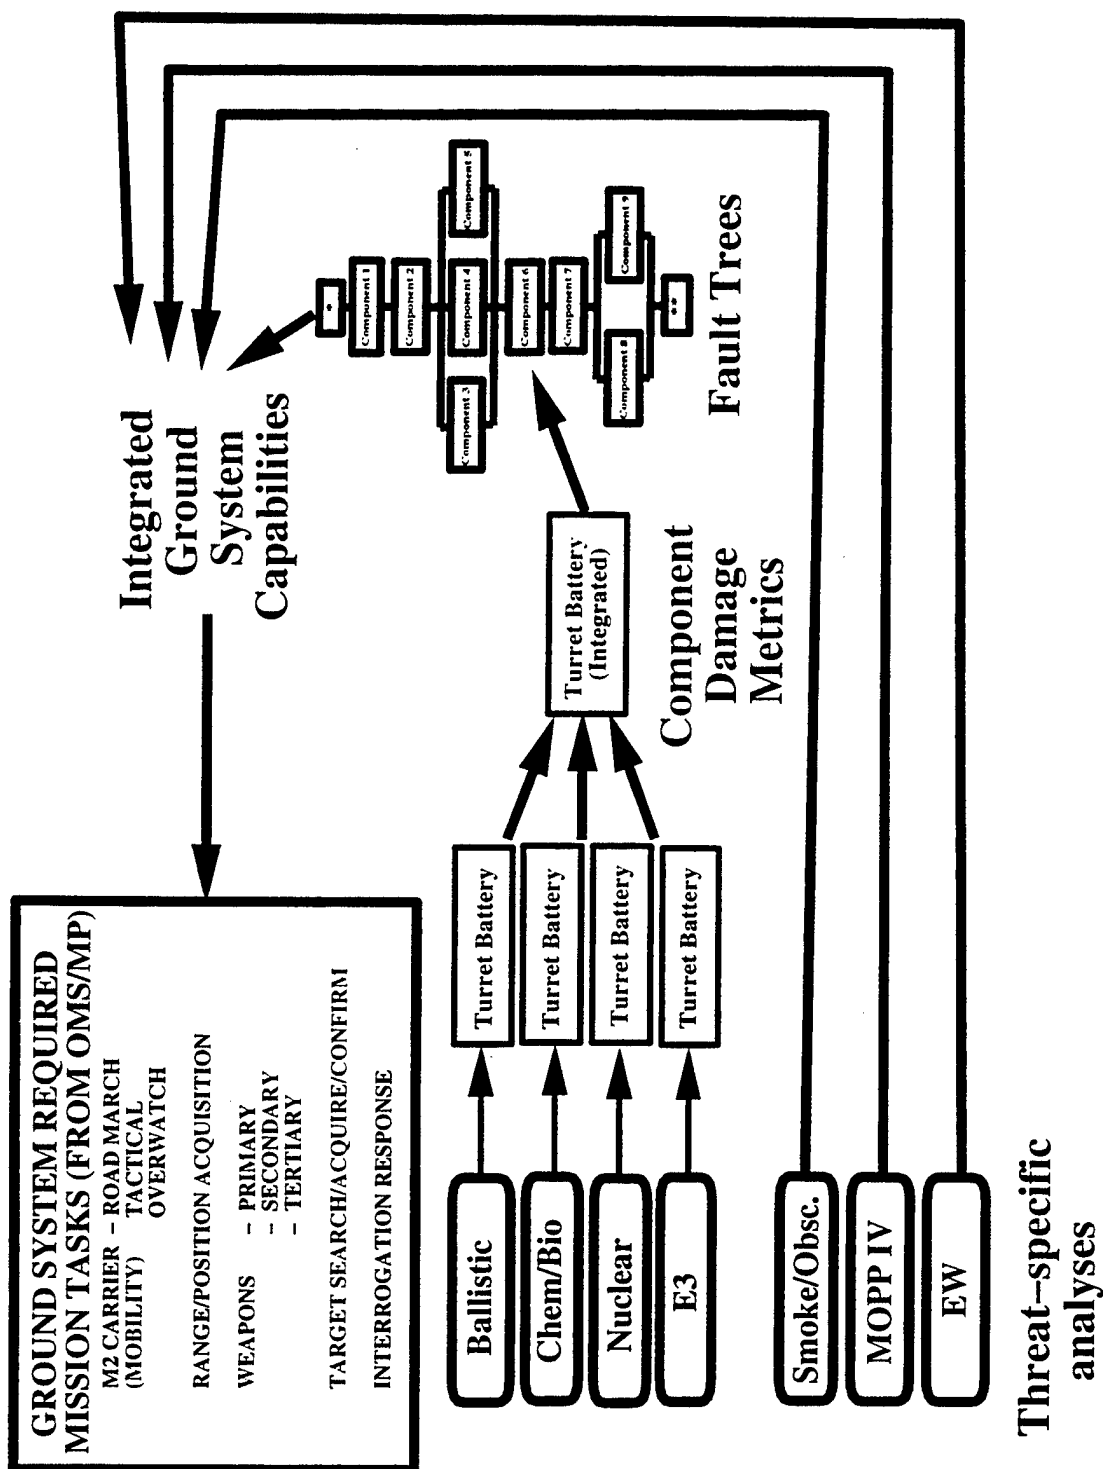 GROUND SYSTEM REQUIRED
MISSION TASKS (FROM OMS/MP)
M2 CARRIER – ROAD MARCH
(MOBILITY) TACTICAL
OVERWATCH
RANGE/POSITION ACQUISITION
WEAPONS – PRIMARY
– SECONDARY
– TERTIARY
TARGET SEARCH/ACQUIRE/CONFIRM
INTERROGATION RESPONSE
Integrated
Ground
System
Capabilities
Ballistic
Chem/Bio
Nuclear
E3
Smoke/Obsc.
MOPP IV
EW
Threat–specific
analyses
Turret Battery
Turret Battery
Turret Battery
Turret Battery
Turret Battery
(Integrated)
Component
Damage
Metrics
*
Component 1
Component 2
Component 3
Component 4
Component 5
Component 6
Component 7
Component 8
Component 9
**
Fault Trees